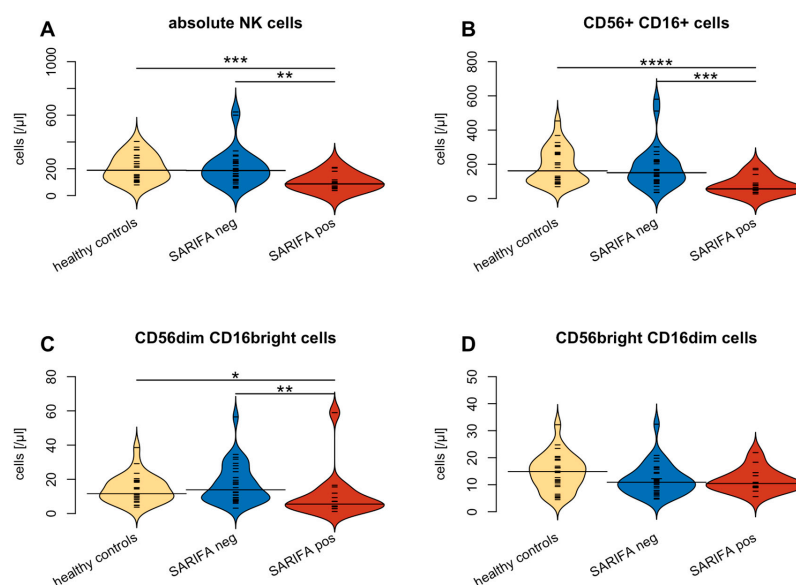 A
absolute NK cells
cells [/µl]
1000
600
200
0
***
**
healthy controls
SARIFA neg
SARIFA pos
B
CD56+ CD16+ cells
cells [/µl]
800
600
400
200
0
****
***
healthy controls
SARIFA neg
SARIFA pos
C
CD56dim CD16bright cells
cells [/µl]
80
60
40
20
0
*
**
healthy controls
SARIFA neg
SARIFA pos
D
CD56bright CD16dim cells
cells [/µl]
50
40
30
20
10
0
healthy controls
SARIFA neg
SARIFA pos